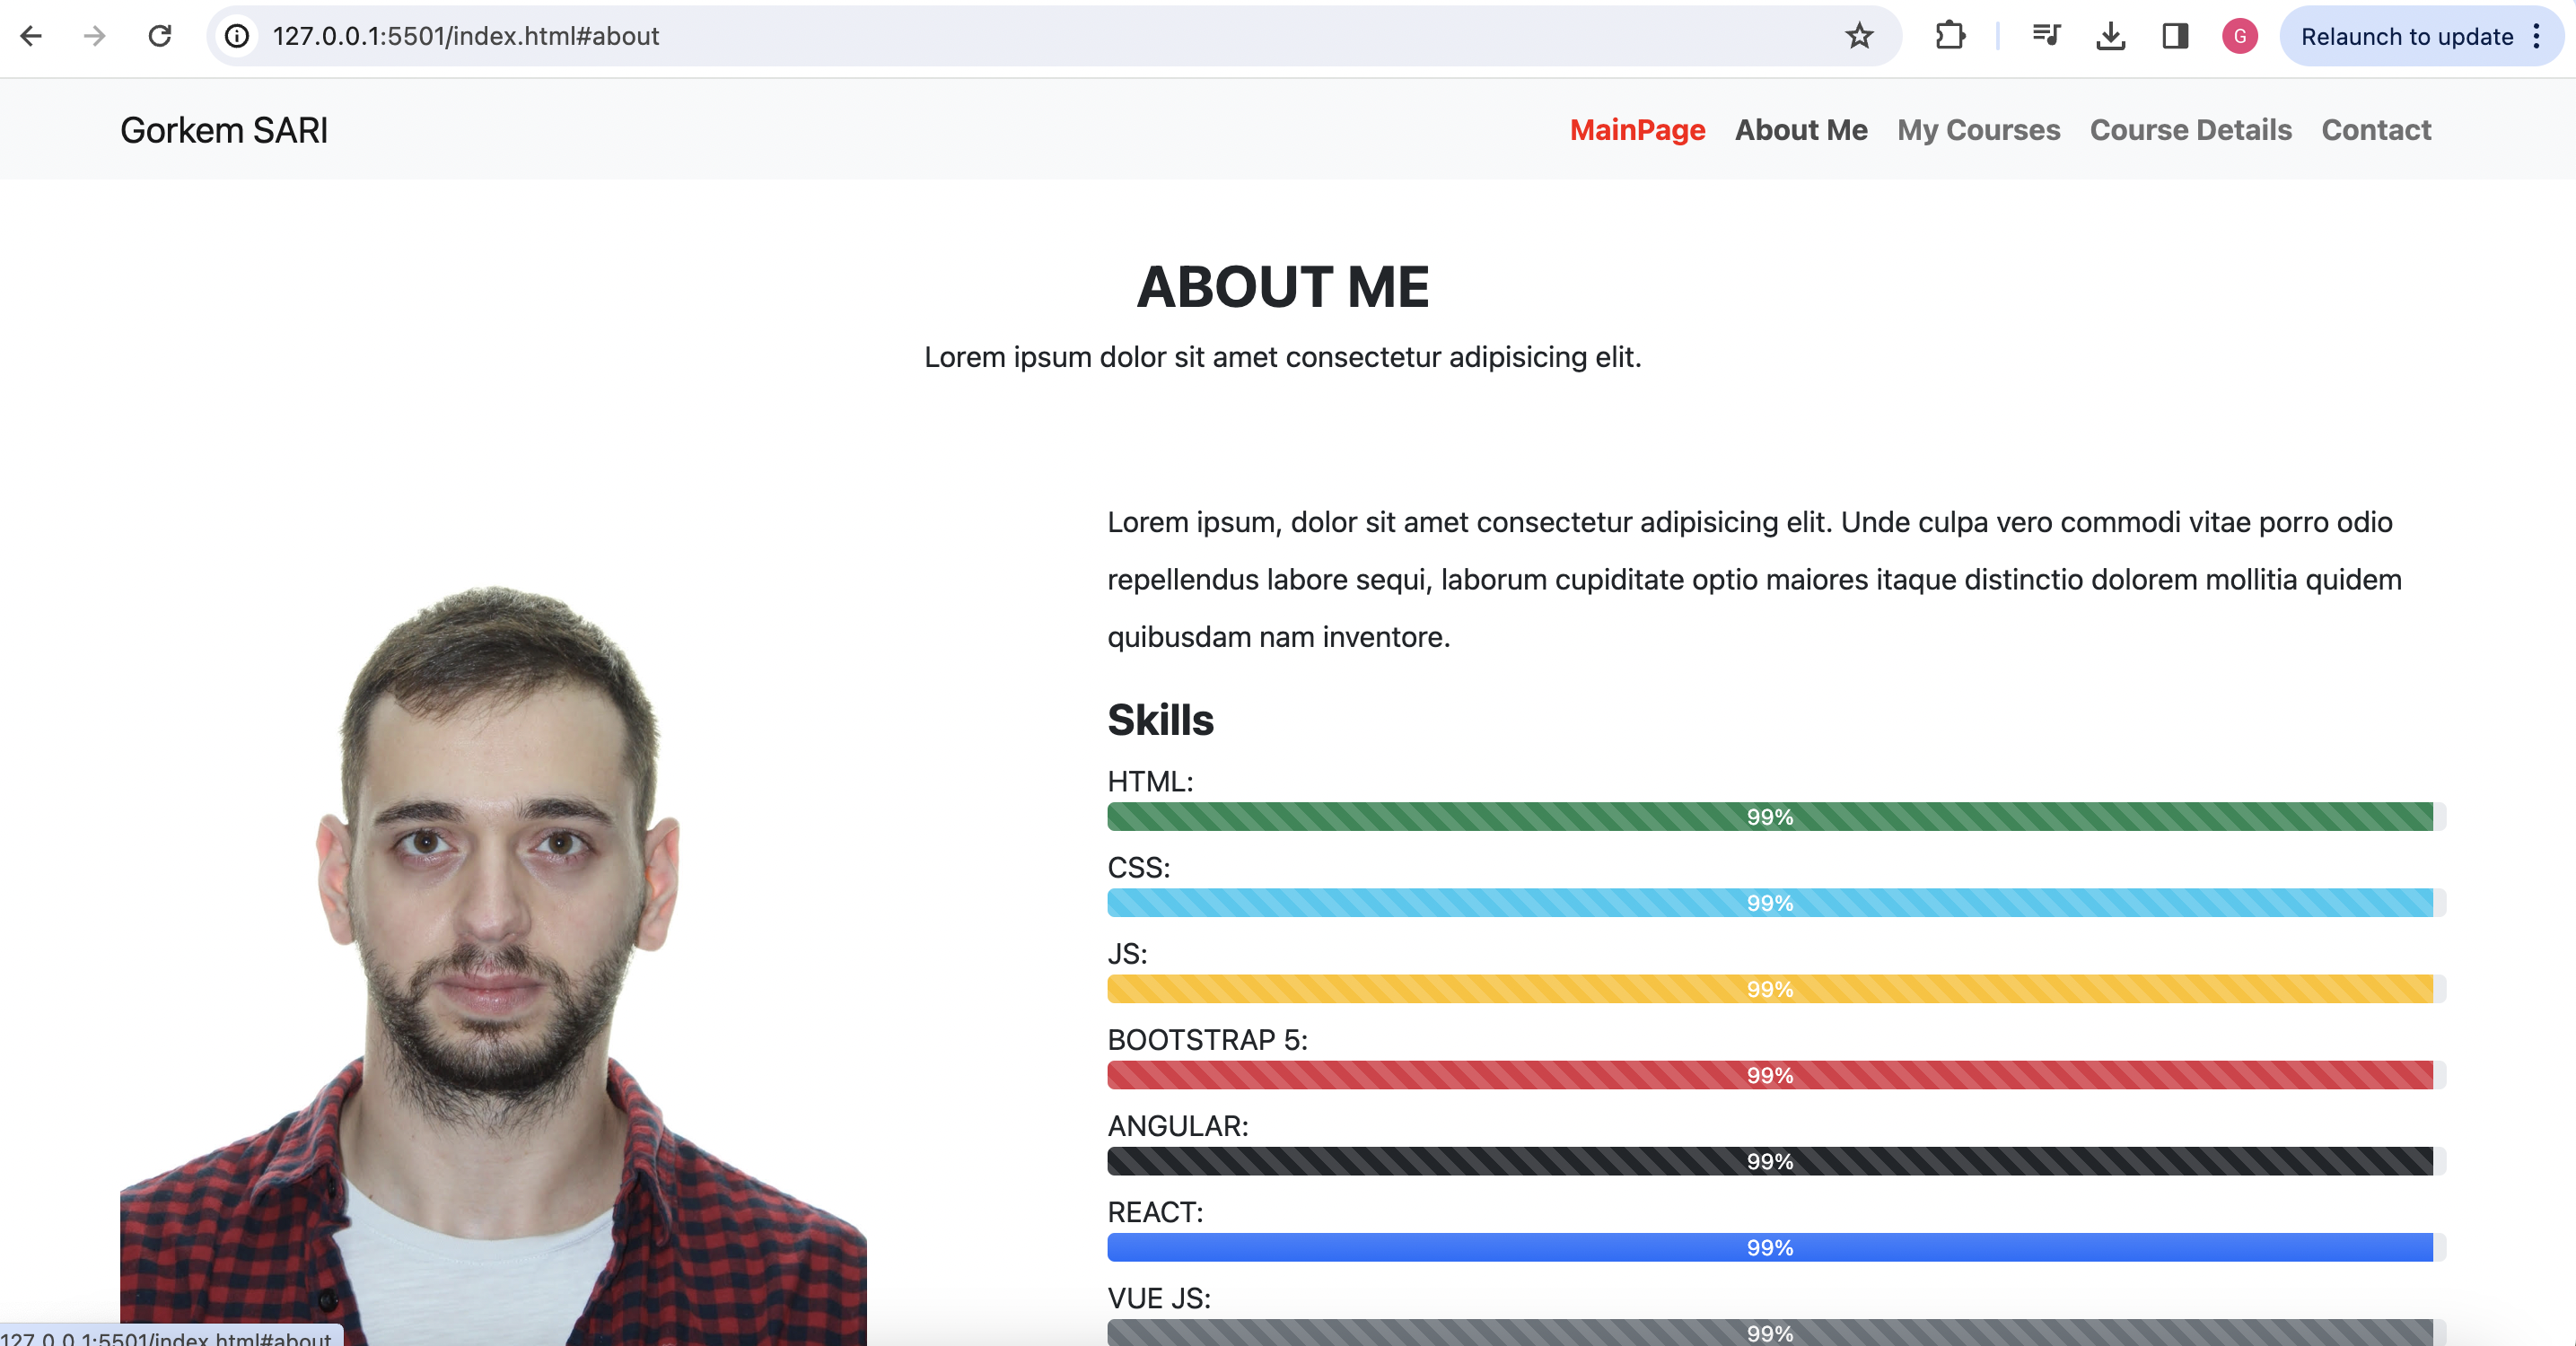 127.0.0.1:5501/index.html#about
G
Relaunch to update
Gorkem SARI
MainPage About Me My Courses Course Details Contact
ABOUT ME
Lorem ipsum dolor sit amet consectetur adipisicing elit.
Lorem ipsum, dolor sit amet consectetur adipisicing elit. Unde culpa vero commodi vitae porro odio
repellendus labore sequi, laborum cupiditate optio maiores itaque distinctio dolorem mollitia quidem
quibusdam nam inventore.
Skills
HTML:
99%
CSS:
99%
JS:
99%
BOOTSTRAP 5:
99%
ANGULAR:
99%
REACT:
99%
VUE JS:
99%
127.0.0.1:5501/index.html#about